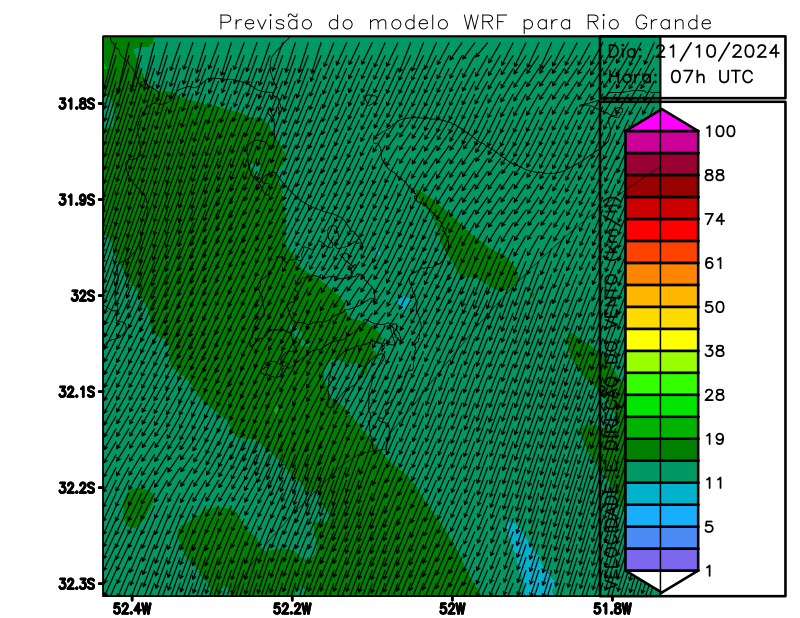 Previsão do modelo WRF para Rio Grande
Dia: 21/10/2024
Hora: 07h UTC
31.8S
31.9S
32S
32.1S
32.2S
32.3S
52.4W
52.2W
52W
51.8W
VELOCIDADE E DIREÇÃO DO VENTO (km/h)
100
88
74
61
50
38
28
19
11
5
1